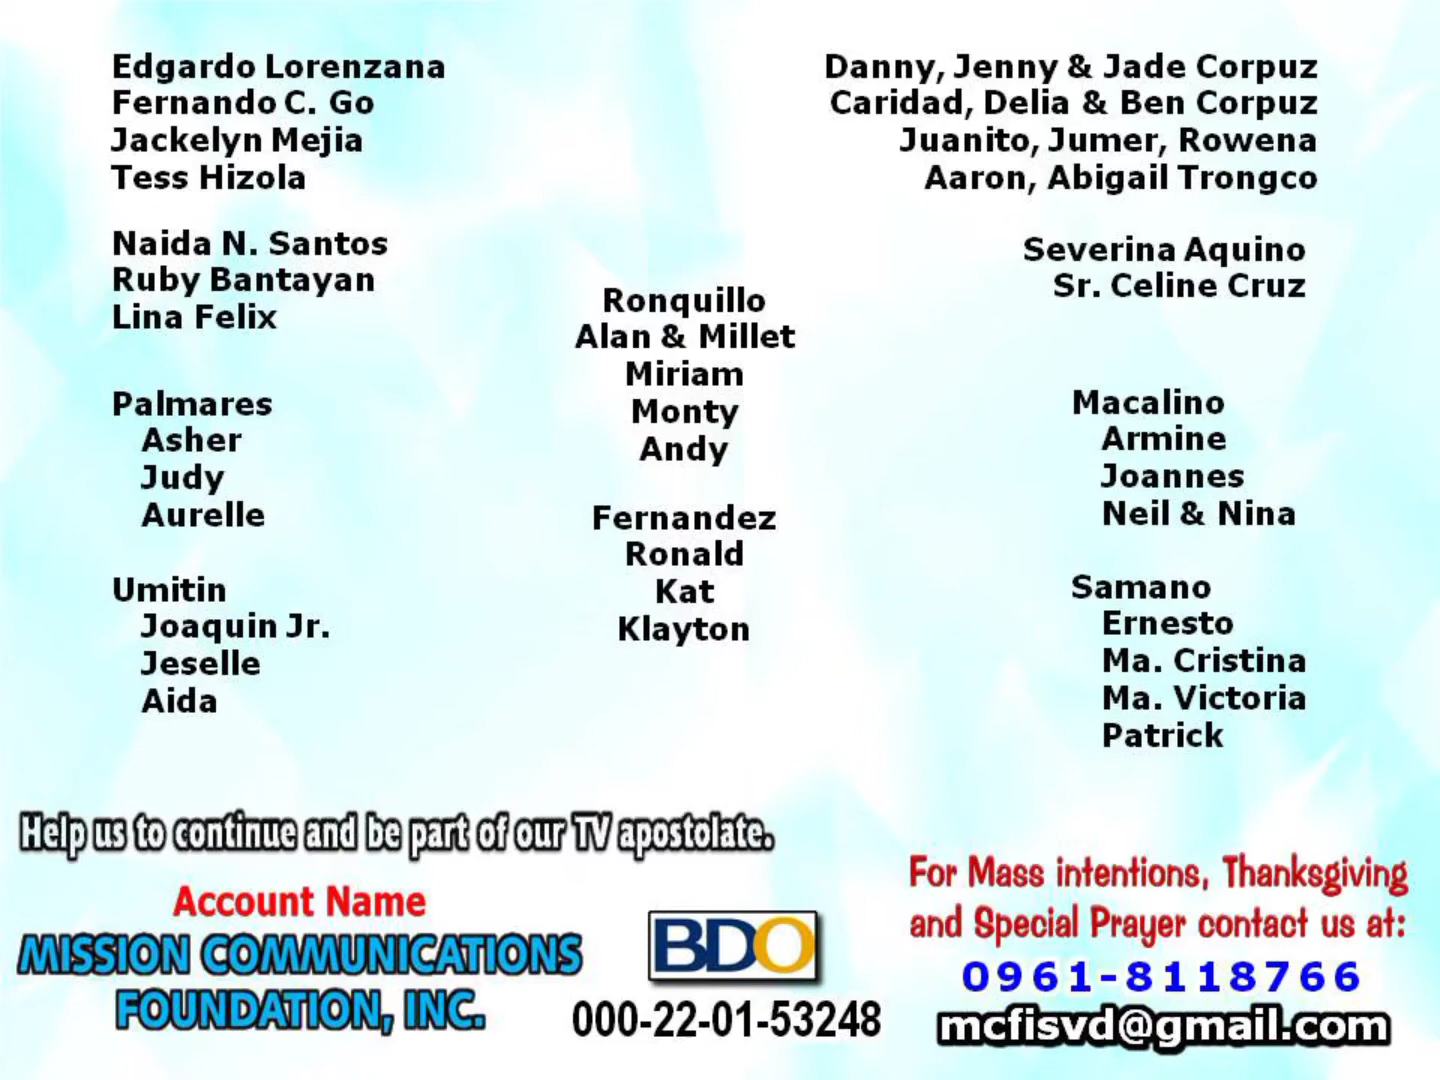 Edgardo Lorenzana
Fernando C. Go
Jackelyn Mejia
Tess Hizola
Naida N. Santos
Ruby Bantayan
Lina Felix
Palmares
Asher
Judy
Aurelle
Umitin
Joaquin Jr.
Jeselle
Aida
Ronquillo
Alan & Millet
Miriam
Monty
Andy
Fernandez
Ronald
Kat
Klayton
Danny, Jenny & Jade Corpuz
Caridad, Delia & Ben Corpuz
Juanito, Jumer, Rowena
Aaron, Abigail Trongco
Severina Aquino
Sr. Celine Cruz
Macalino
Armine
Joannes
Neil & Nina
Samano
Ernesto
Ma. Cristina
Ma. Victoria
Patrick
Help us to continue and be part of our TV apostolate.
Account Name
MISSION COMMUNICATIONS
FOUNDATION, INC.
BDO
000-22-01-53248
For Mass intentions, Thanksgiving
and Special Prayer contact us at:
0961-8118766
mcfisvd@gmail.com